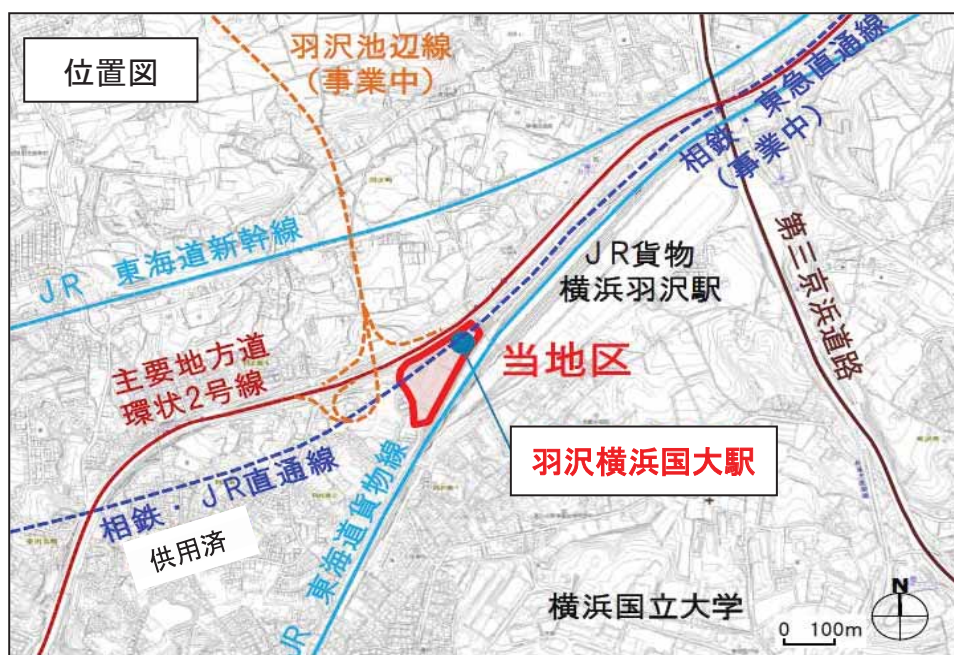 位置図
羽沢池辺線
(事業中)
相鉄・東急直通線
(事業中)
JR 東海道新幹線
JR貨物
横浜羽沢駅
第三京浜道路
主要地方道
環状2号線
当地区
羽沢横浜国大駅
相鉄・JR直通線
供用済
JR 東海道貨物線
横浜国立大学
N
0 100m